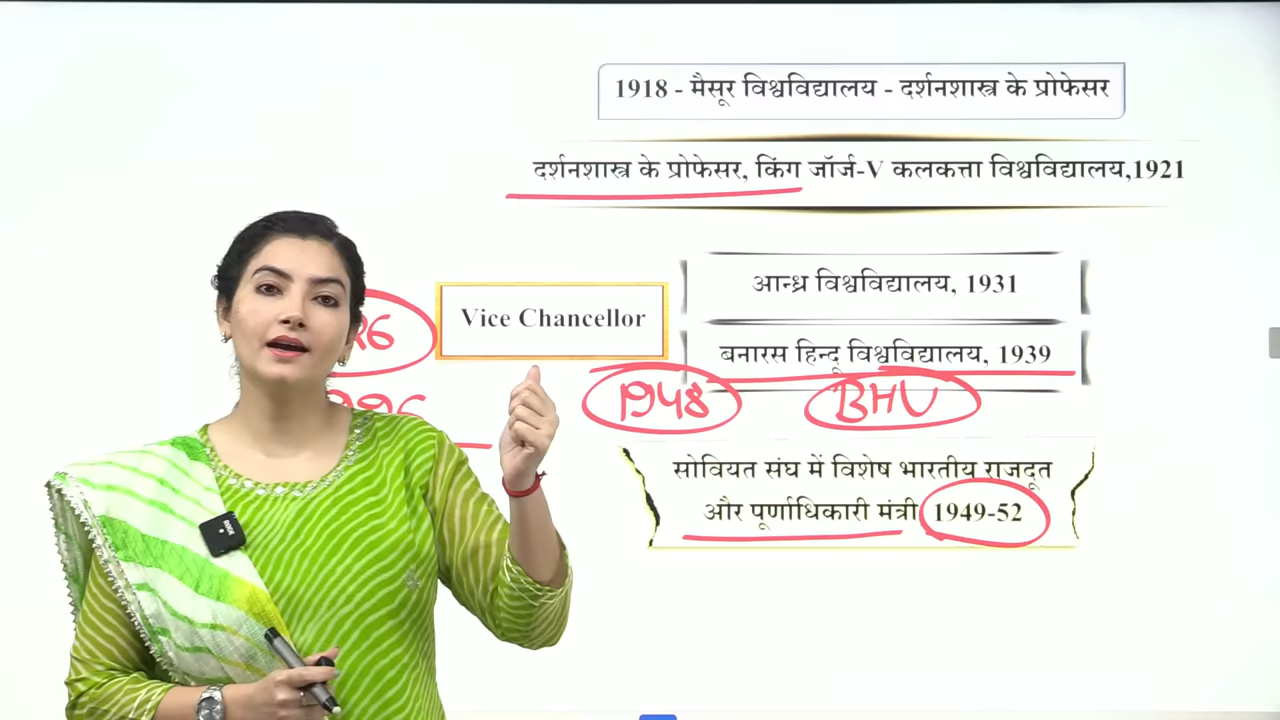 1918 - मैसूर विश्वविद्यालय - दर्शनशास्त्र के प्रोफेसर
दर्शनशास्त्र के प्रोफेसर, किंग जॉर्ज-V कलकत्ता विश्वविद्यालय,1921
Vice Chancellor
आन्ध्र विश्वविद्यालय, 1931
बनारस हिन्दू विश्वविद्यालय, 1939
1948 BHU
सोवियत संघ में विशेष भारतीय राजदूत
और पूर्णाधिकारी मंत्री 1949-52